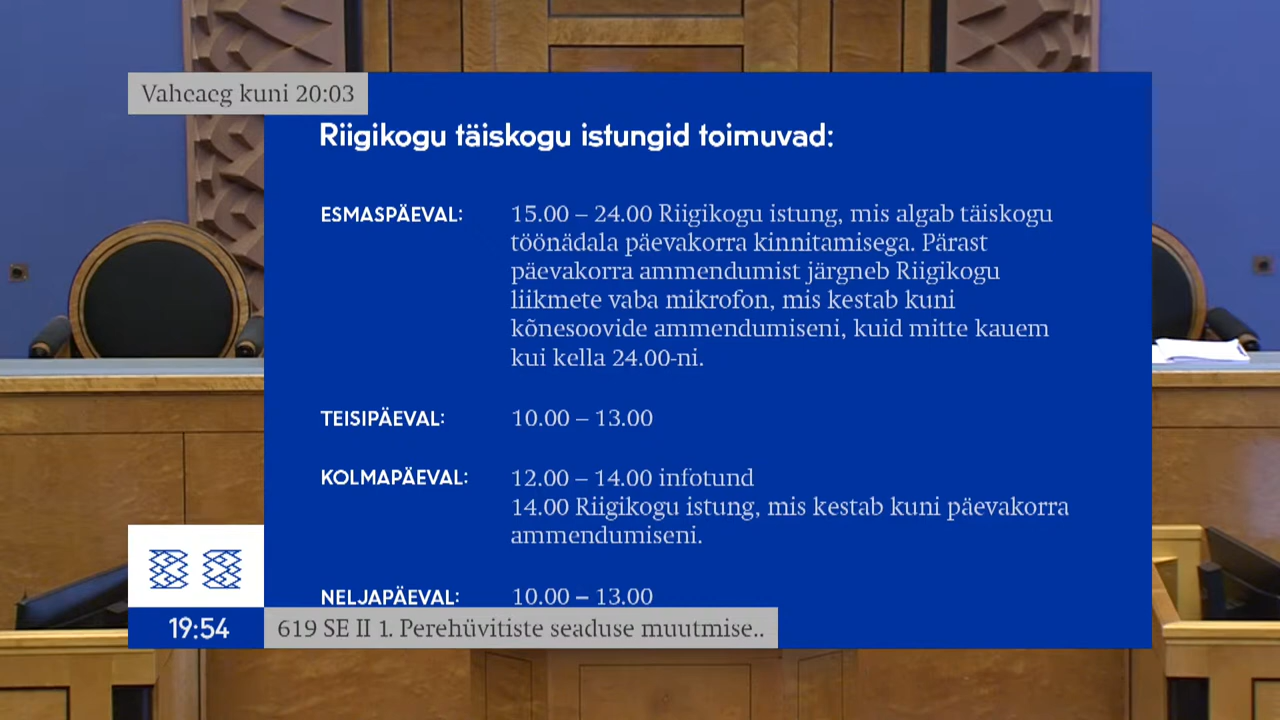 Vaheaeg kuni 20:03
Riigikogu täiskogu istungid toimuvad:
ESMASPÄEVAL:
15.00 – 24.00 Riigikogu istung, mis algab täiskogu
töönädala päevakorra kinnitamisega. Pärast
päevakorra ammendumist järgneb Riigikogu
liikmete vaba mikrofon, mis kestab kuni
kõnesoovide ammendumiseni, kuid mitte kauem
kui kella 24.00-ni.
TEISIPÄEVAL:
10.00 – 13.00
KOLMAPÄEVAL:
12.00 – 14.00 infotund
14.00 Riigikogu istung, mis kestab kuni päevakorra
ammendumiseni.
NELJAPÄEVAL:
10.00 – 13.00
19:54
619 SE II 1. Perehüvitiste seaduse muutmise..